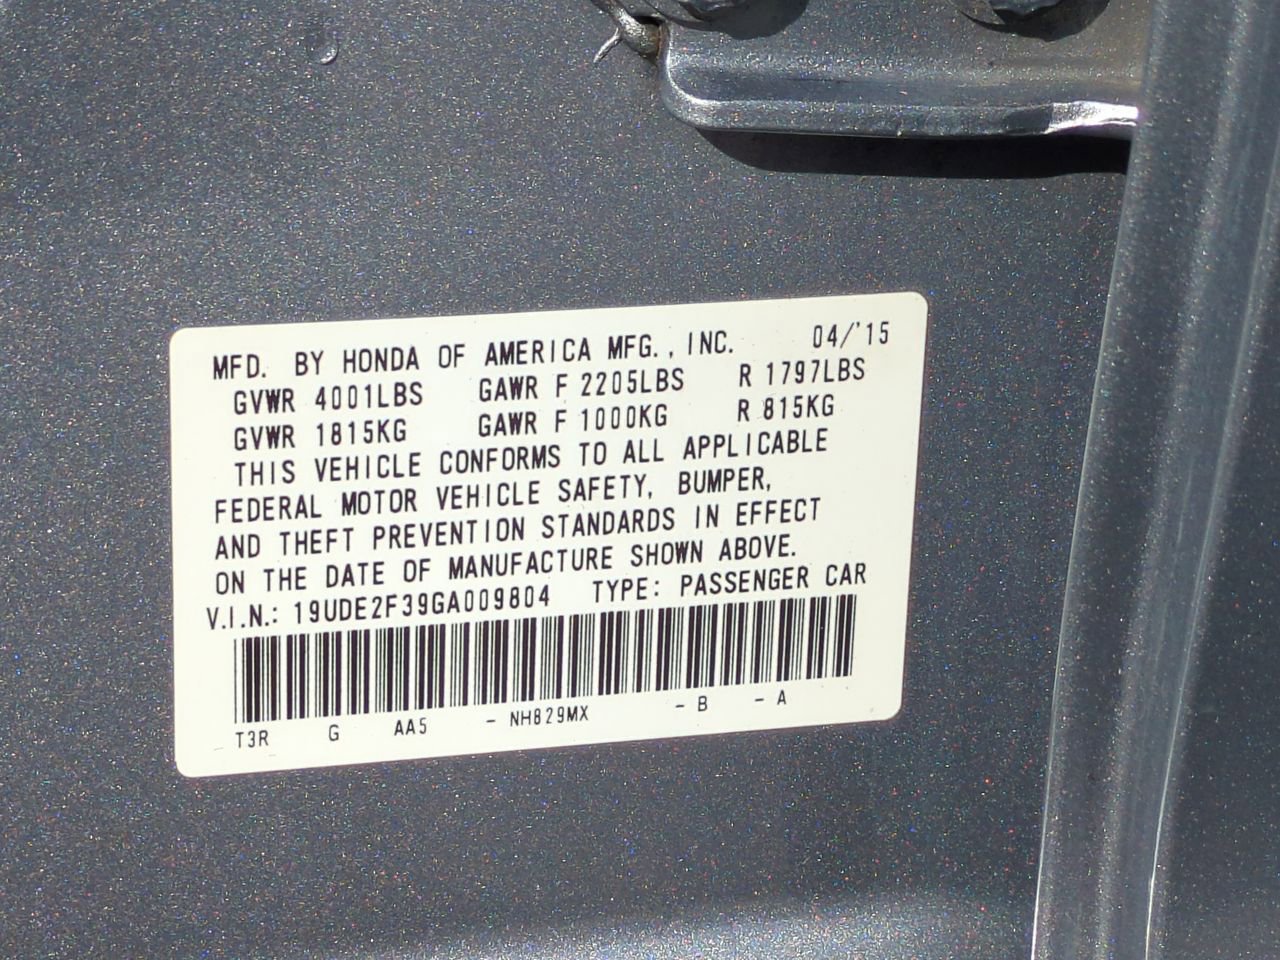 MFD. BY HONDA OF AMERICA MFG., INC. 04/'15
GVWR 4001LBS GAWR F 2205LBS R 1797LBS
GVWR 1815KG GAWR F 1000KG R 815KG
THIS VEHICLE CONFORMS TO ALL APPLICABLE
FEDERAL MOTOR VEHICLE SAFETY, BUMPER,
AND THEFT PREVENTION STANDARDS IN EFFECT
ON THE DATE OF MANUFACTURE SHOWN ABOVE.
V.I.N.: 19UDE2F39GA009804 TYPE: PASSENGER CAR
T3R G AA5 - NH829MX - B - A